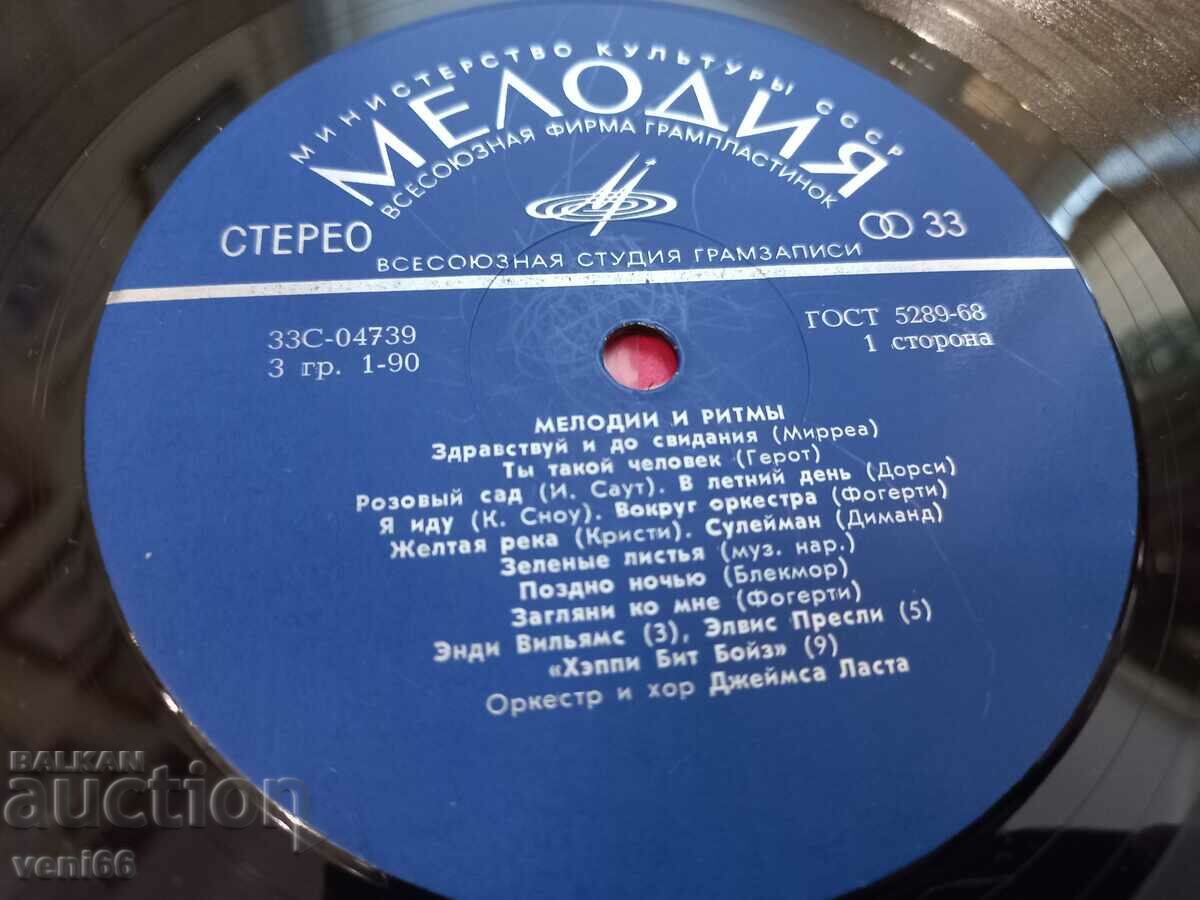 МИНИСТЕРСТВО КУЛЬТУРЫ СССР
МЕЛОДИЯ
ВСЕСОЮЗНАЯ ФИРМА ГРАМПЛАСТИНОК
СТЕРЕО
33
ВСЕСОЮЗНАЯ СТУДИЯ ГРАМЗАПИСИ
33С-04739
3 гр. 1-90
ГОСТ 5289-68
1 сторона
МЕЛОДИИ И РИТМЫ
Здравствуй и до свидания (Мирреа)
Ты такой человек (Герот)
Розовый сад (И. Саут). В летний день (Дорси)
Я иду (К. Сноу). Вокруг оркестра (Фогерти)
Желтая река (Кристи). Сулейман (Диманд)
Зеленые листья (муз. нар.)
Поздно ночью (Блекмор)
Загляни ко мне (Фогерти)
Энди Вильямс (3), Элвис Пресли (5)
«Хэппи Бит Бойз» (9)
Оркестр и хор Джеймса Ласта
BALKAN
auction
veni66